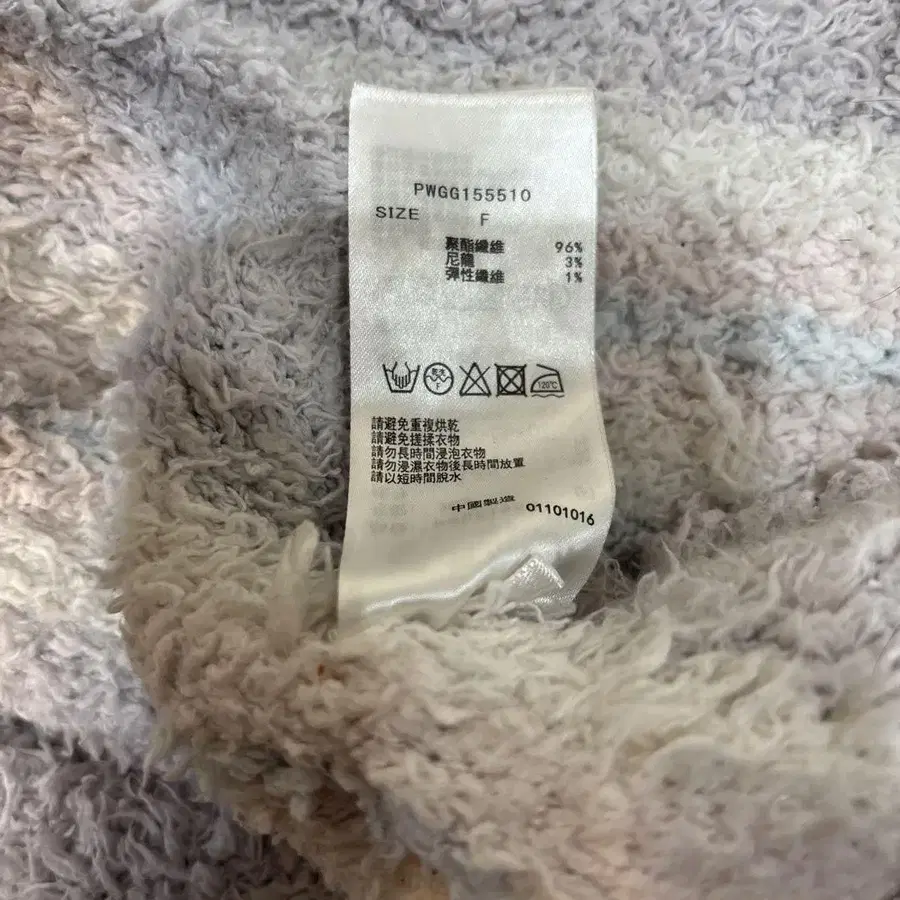 PWGG155510
SIZE F
聚酯纖維 96%
尼龍 3%
彈性纖維 1%
乾洗
F
120℃
請避免重複烘乾
請避免搓揉衣物
請勿長時間浸泡衣物
請勿浸濕衣物後長時間放置
請以短時間脫水
中國製造 01101016